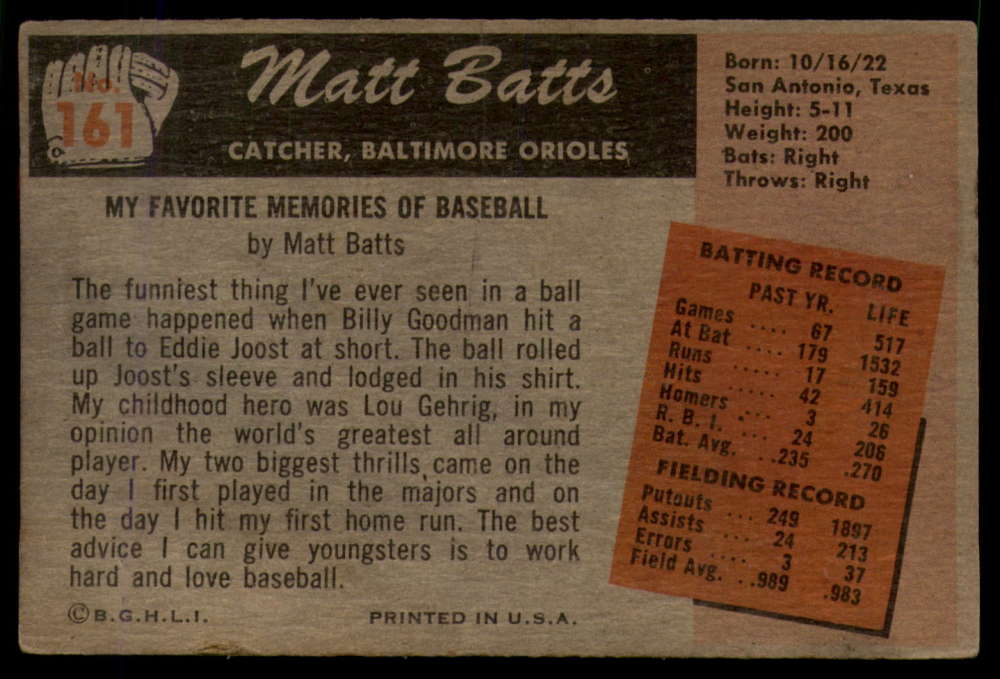 No.
161
Matt Batts
CATCHER, BALTIMORE ORIOLES
Born: 10/16/22
San Antonio, Texas
Height: 5-11
Weight: 200
Bats: Right
Throws: Right
MY FAVORITE MEMORIES OF BASEBALL
by Matt Batts
The funniest thing I've ever seen in a ball
game happened when Billy Goodman hit a
ball to Eddie Joost at short. The ball rolled
up Joost's sleeve and lodged in his shirt.
My childhood hero was Lou Gehrig, in my
opinion the world's greatest all around
player. My two biggest thrills came on the
day I first played in the majors and on
the day I hit my first home run. The best
advice I can give youngsters is to work
hard and love baseball.
BATTING RECORD
PAST YR. LIFE
Games .... 67 517
At Bat .... 179 1532
Runs ..... 17 159
Hits ..... 42 414
Homers .... 3 26
R. B. I. ... 24 206
Bat. Avg. ..235 .270
FIELDING RECORD
Putouts ... 249 1897
Assists ... 24 213
Errors .... 3 37
Field Avg. ..989 .983
©B.G.H.L.I.
PRINTED IN U.S.A.